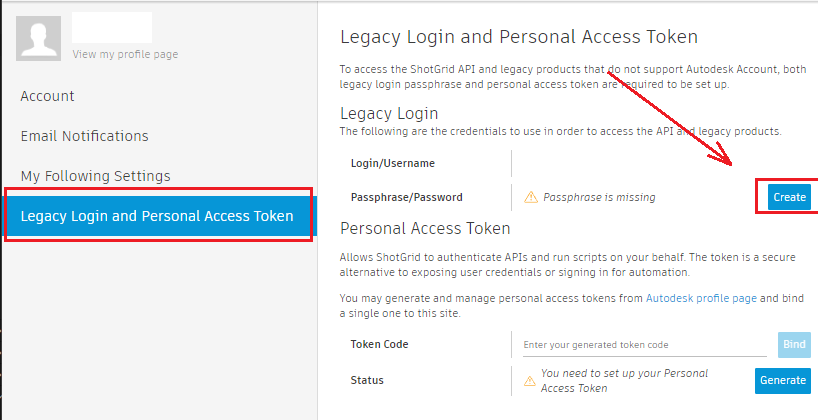 View my profile page
Account
Email Notifications
My Following Settings
Legacy Login and Personal Access Token
Legacy Login and Personal Access Token
To access the ShotGrid API and legacy products that do not support Autodesk Account, both
legacy login passphrase and personal access token are required to be set up.
Legacy Login
The following are the credentials to use in order to access the API and legacy products.
Login/Username
Passphrase/Password
Passphrase is missing
Create
Personal Access Token
Allows ShotGrid to authenticate APIs and run scripts on your behalf. The token is a secure
alternative to exposing user credentials or signing in for automation.
You may generate and manage personal access tokens from Autodesk profile page and bind
a single one to this site.
Token Code
Enter your generated token code
Bind
Status
You need to set up your Personal
Access Token
Generate